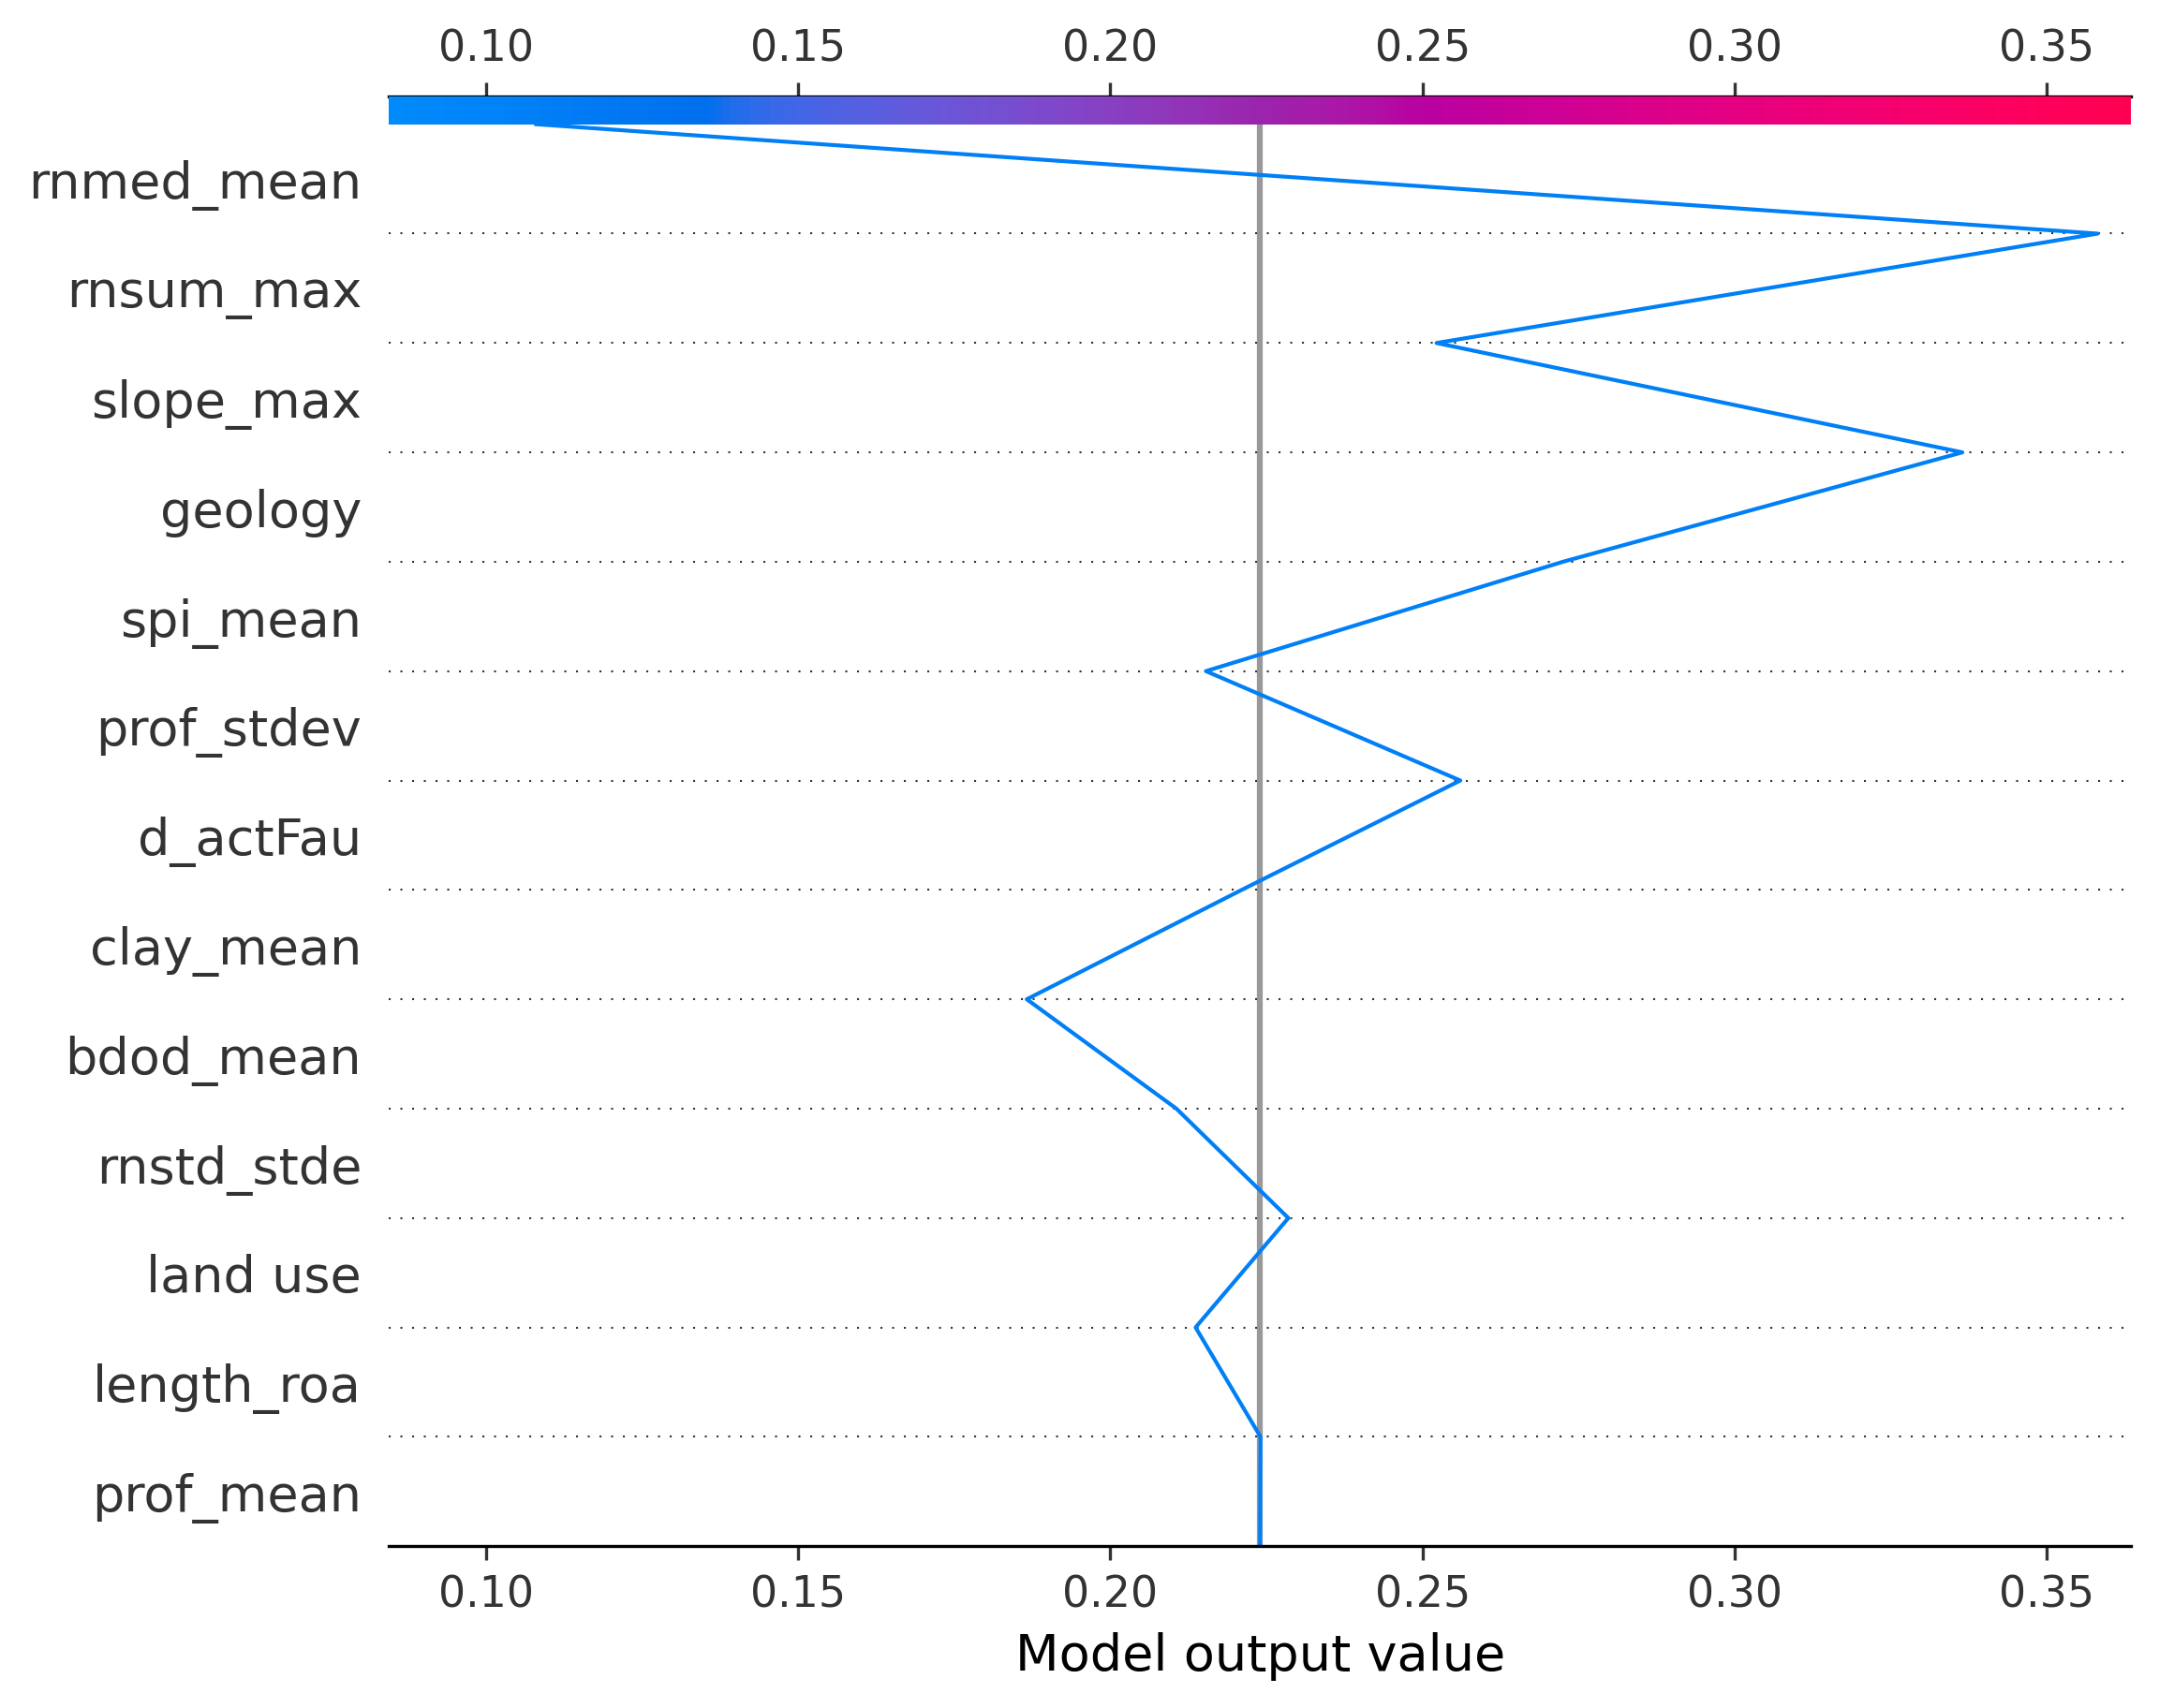 0.10 0.15 0.20 0.25 0.30 0.35
rnmed_mean
rnsum_max
slope_max
geology
spi_mean
prof_stdev
d_actFau
clay_mean
bdod_mean
rnstd_stde
land use
length_roa
prof_mean
0.10 0.15 0.20 0.25 0.30 0.35
Model output value